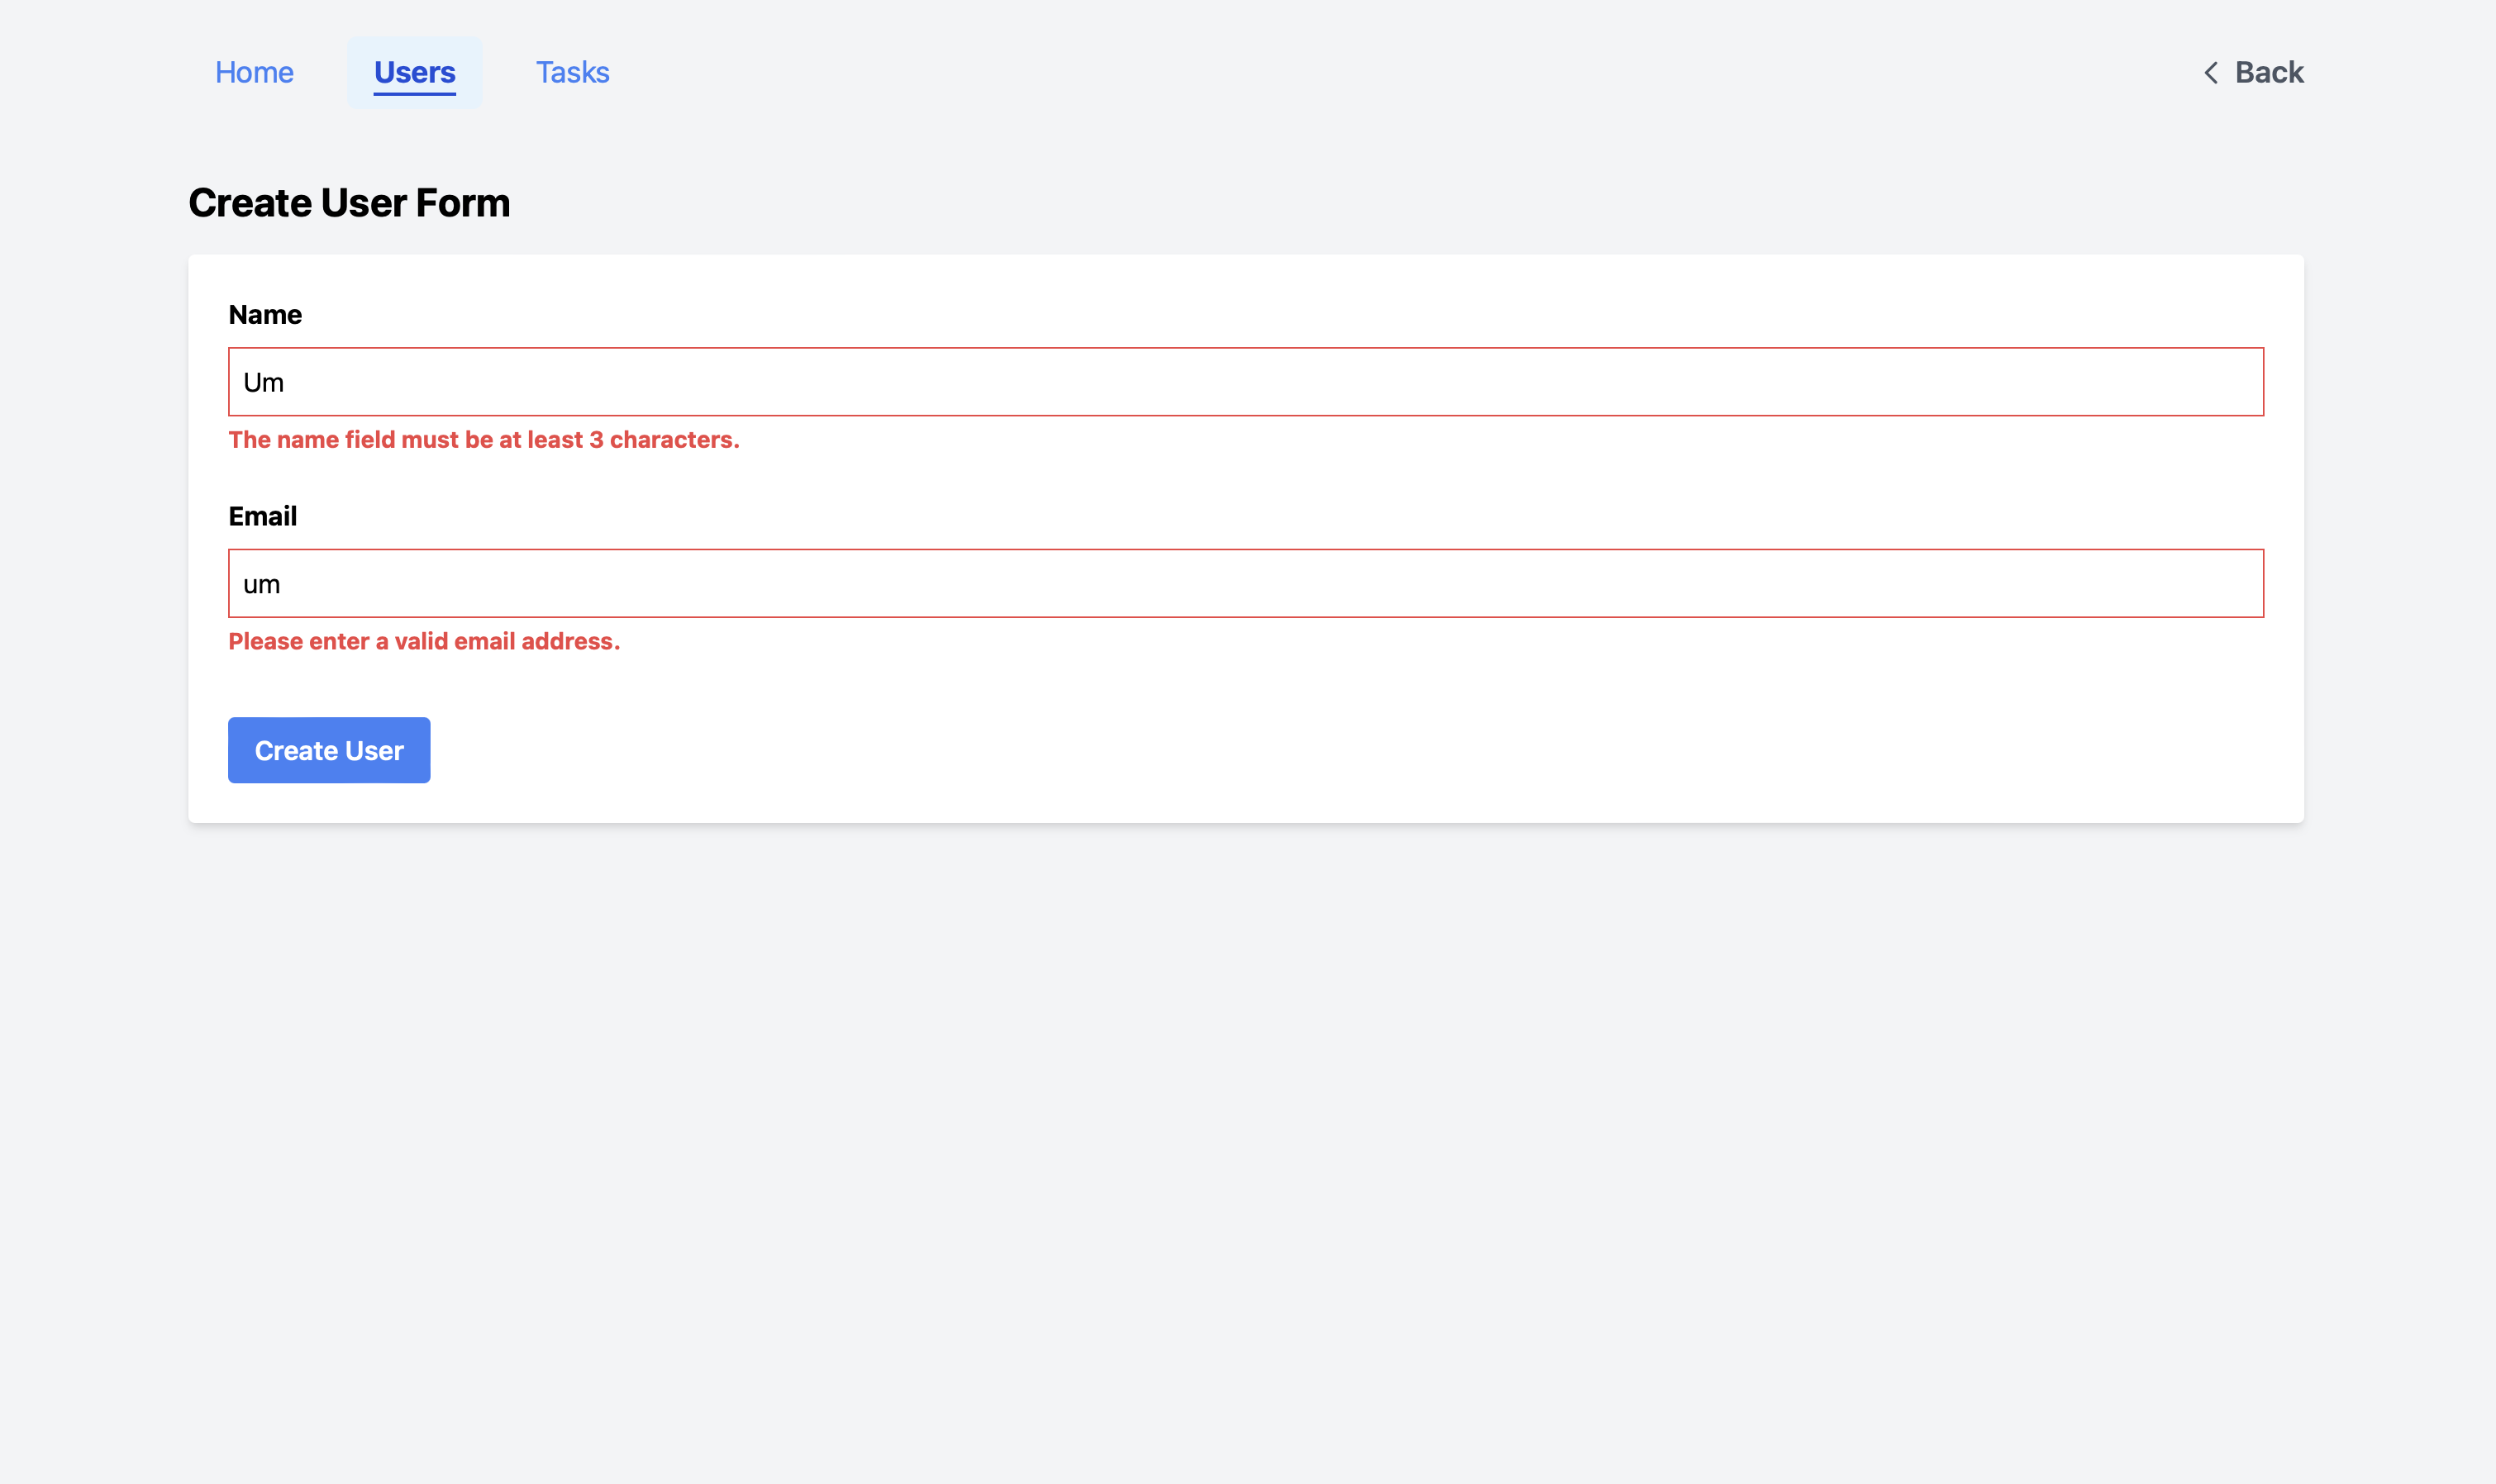 Home Users Tasks Back
Create User Form
Name
Um
The name field must be at least 3 characters.
Email
um
Please enter a valid email address.
Create User